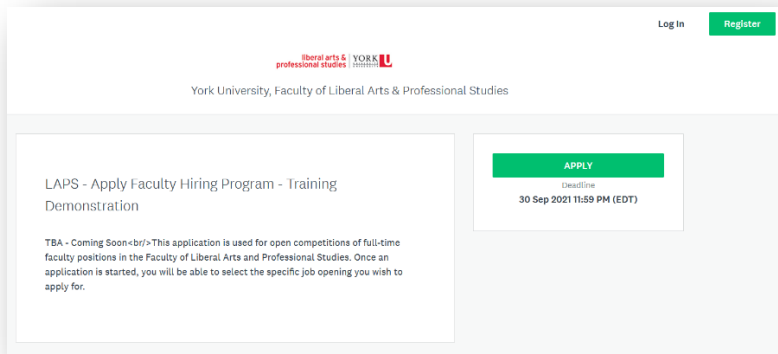 Log In
Register
liberal arts &
professional studies
YORK U
York University, Faculty of Liberal Arts & Professional Studies
LAPS - Apply Faculty Hiring Program - Training
Demonstration
TBA - Coming Soon<br/>This application is used for open competitions of full-time
faculty positions in the Faculty of Liberal Arts and Professional Studies. Once an
application is started, you will be able to select the specific job opening you wish to
apply for.
APPLY
Deadline
30 Sep 2021 11:59 PM (EDT)